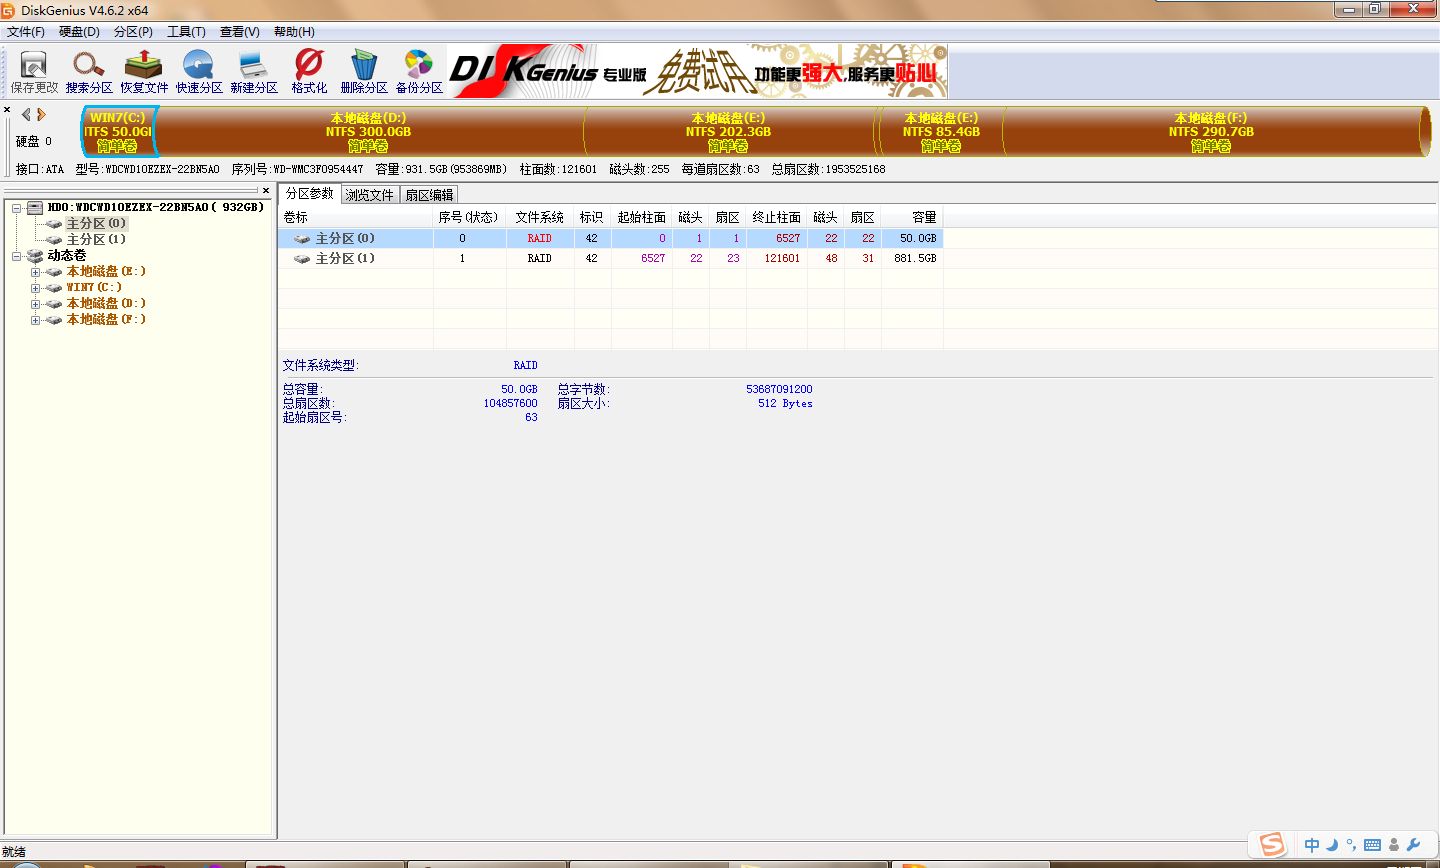 DiskGenius V4.6.2 x64
文件(F) 硬盘(D) 分区(P) 工具(T) 查看(V) 帮助(H)
保存更改 搜索分区 恢复文件 快速分区 新建分区 格式化 删除分区 备份分区 DISKGenius 专业版 免费试用 功能更强大,服务更贴心
WIN7(C:) 本地磁盘(D:) 本地磁盘(E:) 本地磁盘(E:) 本地磁盘(F:)
NTFS 50.0GB NTFS 300.0GB NTFS 202.3GB NTFS 85.4GB NTFS 290.7GB
简单卷 简单卷 简单卷 简单卷 简单卷
硬盘 0
接口:ATA 型号:WDCWD10EZEX-22BN5A0 序列号:WD-WMC3F0954447 容量:931.5GB(953869MB) 柱面数:121601 磁头数:255 每道扇区数:63 总扇区数:1953525168
HD0:WDCWD10EZEX-22BN5A0( 932GB)
主分区(0)
主分区(1)
动态卷
本地磁盘(E:)
WIN7(C:)
本地磁盘(D:)
本地磁盘(F:)
分区参数 浏览文件 扇区编辑
卷标 序号(状态) 文件系统 标识 起始柱面 磁头 扇区 终止柱面 磁头 扇区 容量
主分区(0) 0 RAID 42 0 1 1 6527 22 22 50.0GB
主分区(1) 1 RAID 42 6527 22 23 121601 48 31 881.5GB
文件系统类型: RAID
总容量: 50.0GB 总字节数: 53687091200
总扇区数: 104857600 扇区大小: 512 Bytes
起始扇区号: 63
就绪
S 中